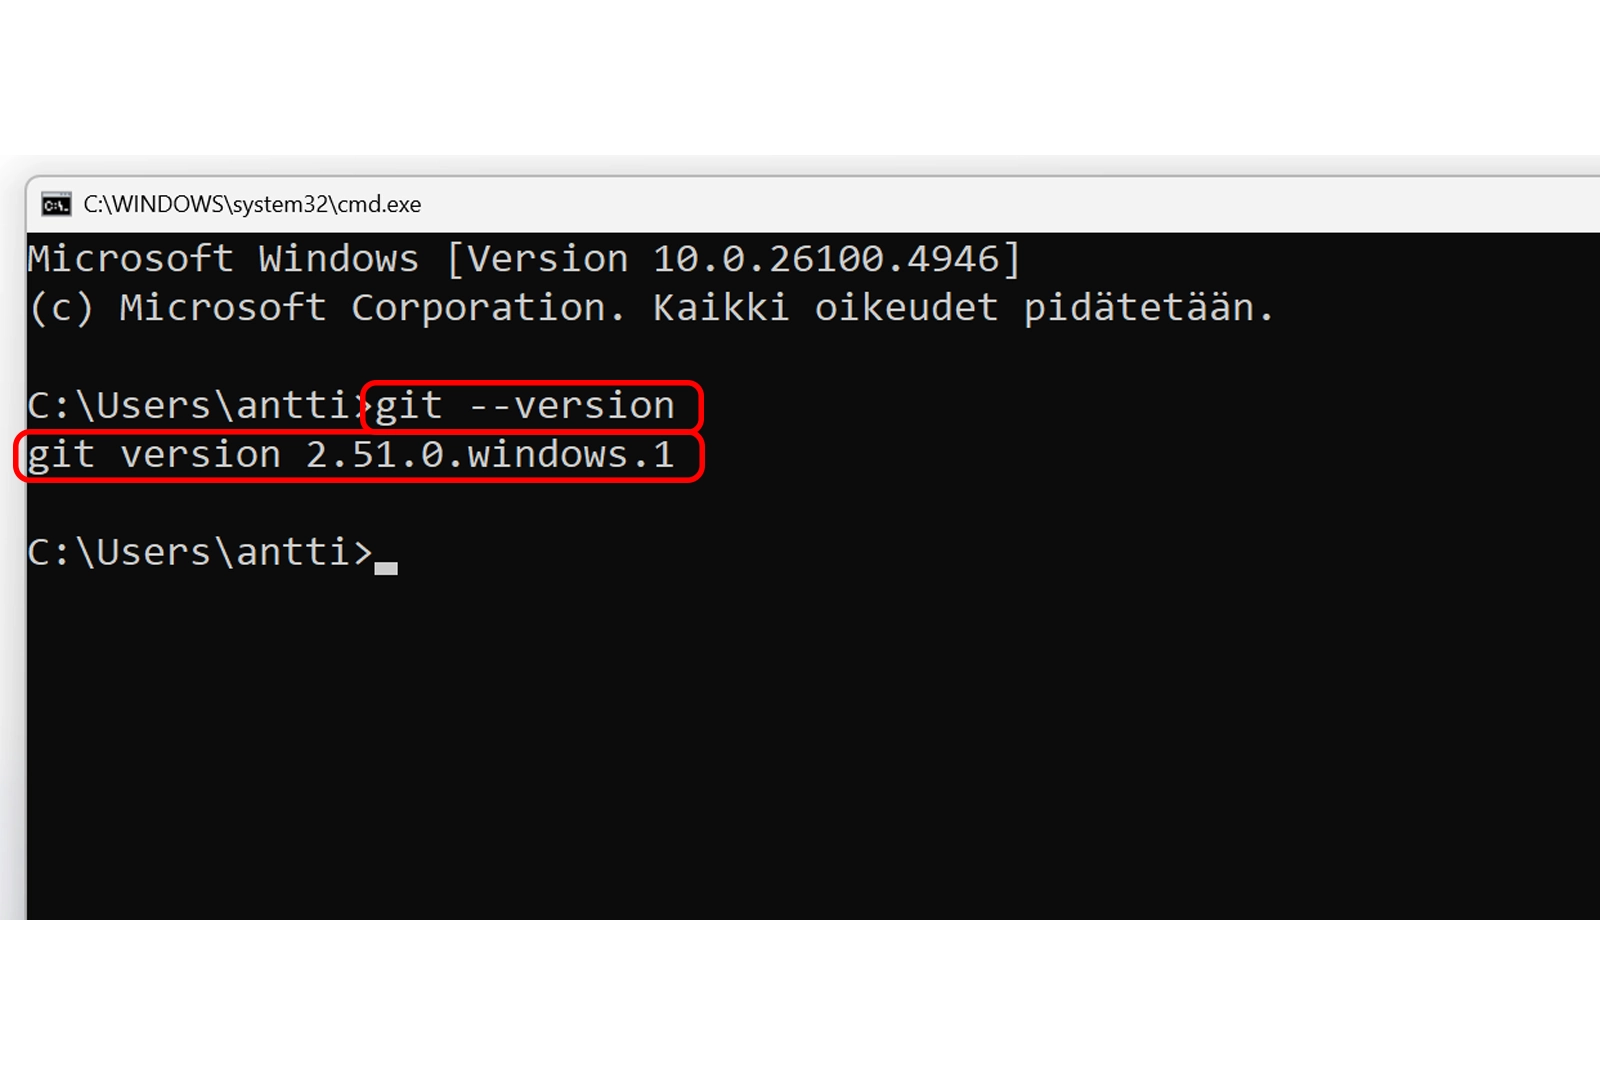 C:\WINDOWS\system32\cmd.exe
Microsoft Windows [Version 10.0.26100.4946]
(c) Microsoft Corporation. Kaikki oikeudet pidätetään.
C:\Users\antti>git --version
git version 2.51.0.windows.1
C:\Users\antti>